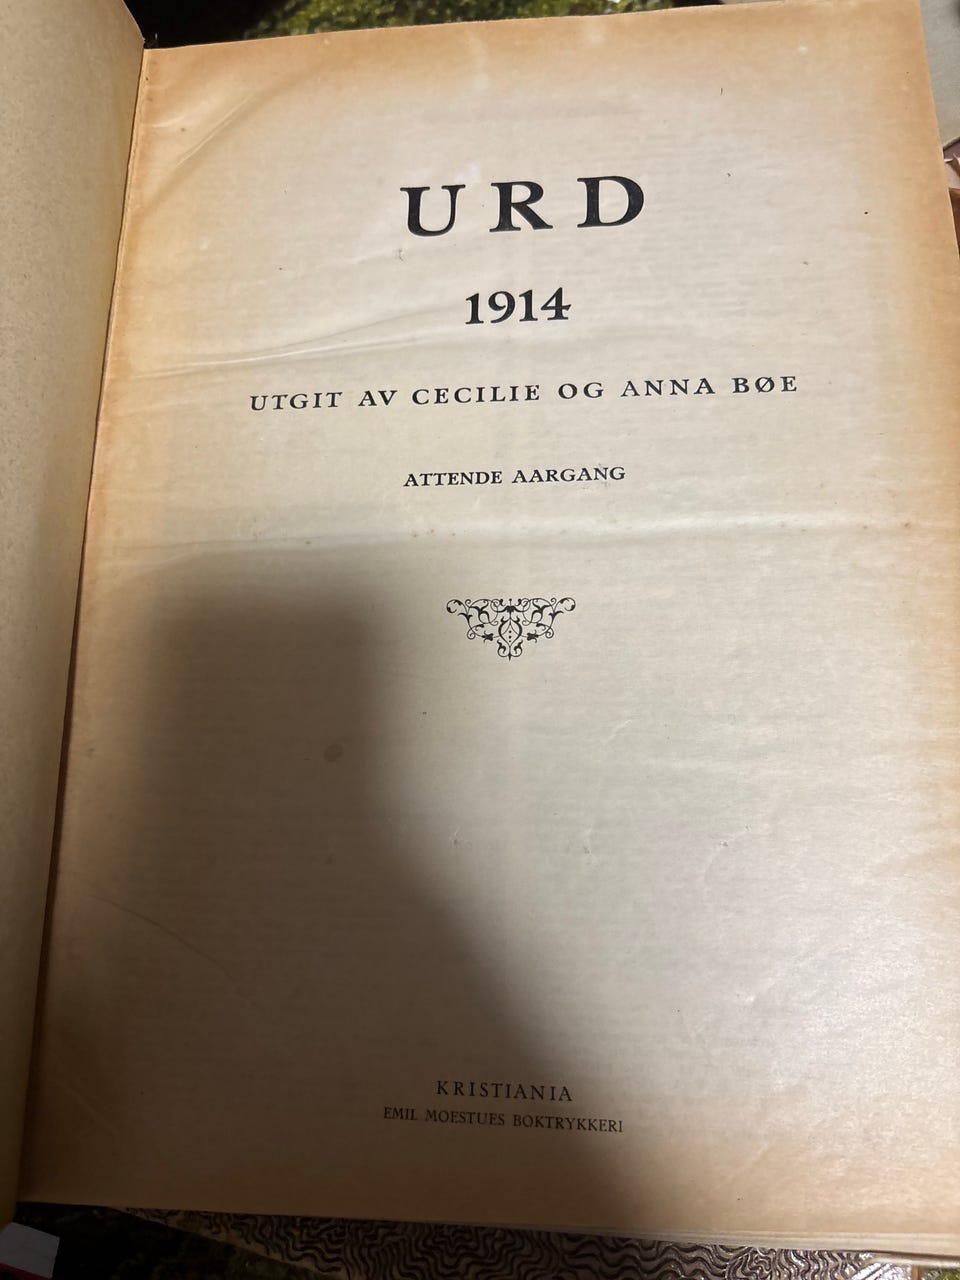 URD
1914
UTGIT AV CECILIE OG ANNA BØE
ATTENDE AARGANG
KRISTIANIA
EMIL MOESTUES BOKTRYKKERI